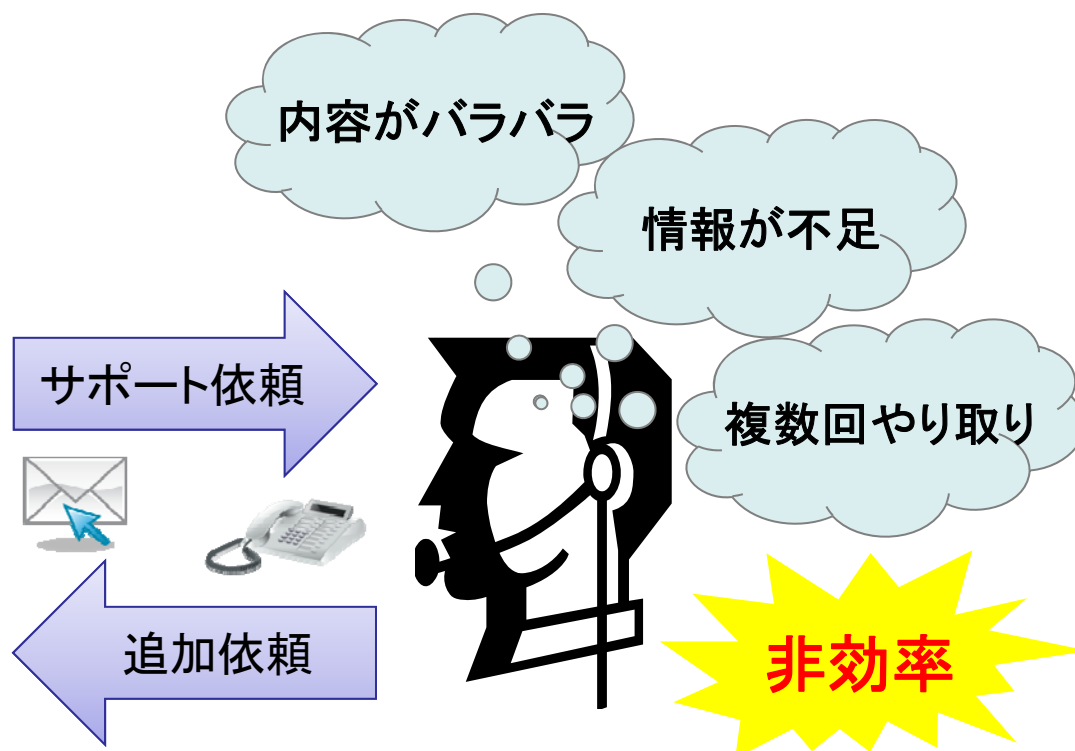 内容がバラバラ
情報が不足
サポート依頼
複数回やり取り
追加依頼
非効率